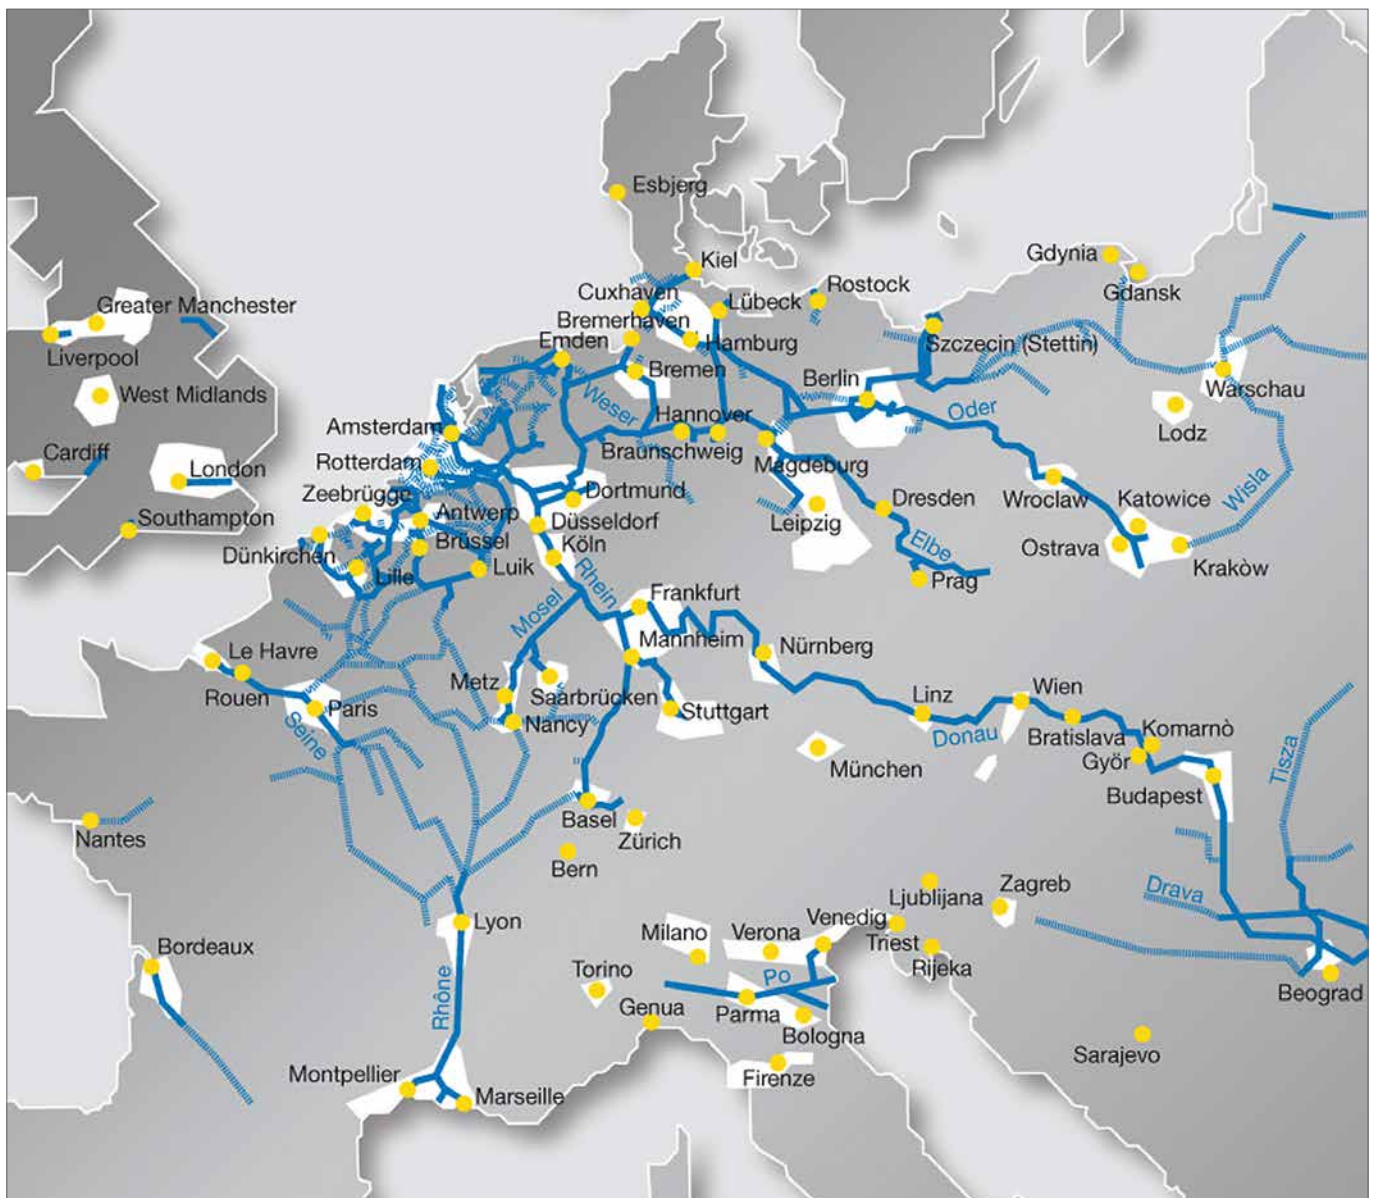 Esbjerg
Kiel
Gdynia
Gdansk
Rostock
Cuxhaven
Lübeck
Greater Manchester
Bremerhaven
Emden
Hamburg
Szczecin (Stettin)
Liverpool
Bremen
Berlin
Warschau
West Midlands
Weser
Hannover
Oder
Lodz
Amsterdam
Braunschweig
Magdeburg
Cardiff
London
Rotterdam
Zeebrügge
Dortmund
Wroclaw
Katowice
Wisla
Southampton
Antwerp
Düsseldorf
Leipzig
Dresden
Dünkirchen
Brüssel
Köln
Elbe
Ostrava
Krakòw
Lille
Luik
Rhein
Prag
Mosel
Frankfurt
Le Havre
Mannheim
Nürnberg
Rouen
Metz
Saarbrücken
Linz
Wien
Paris
Seine
Nancy
Stuttgart
Donau
Bratislava
Komarnò
Tisza
München
Györ
Budapest
Nantes
Basel
Zürich
Bern
Ljublijana
Zagreb
Drava
Lyon
Milano
Verona
Venedig
Triest
Rijeka
Bordeaux
Torino
Po
Beograd
Rhône
Genua
Parma
Bologna
Sarajevo
Montpellier
Marseille
Firenze